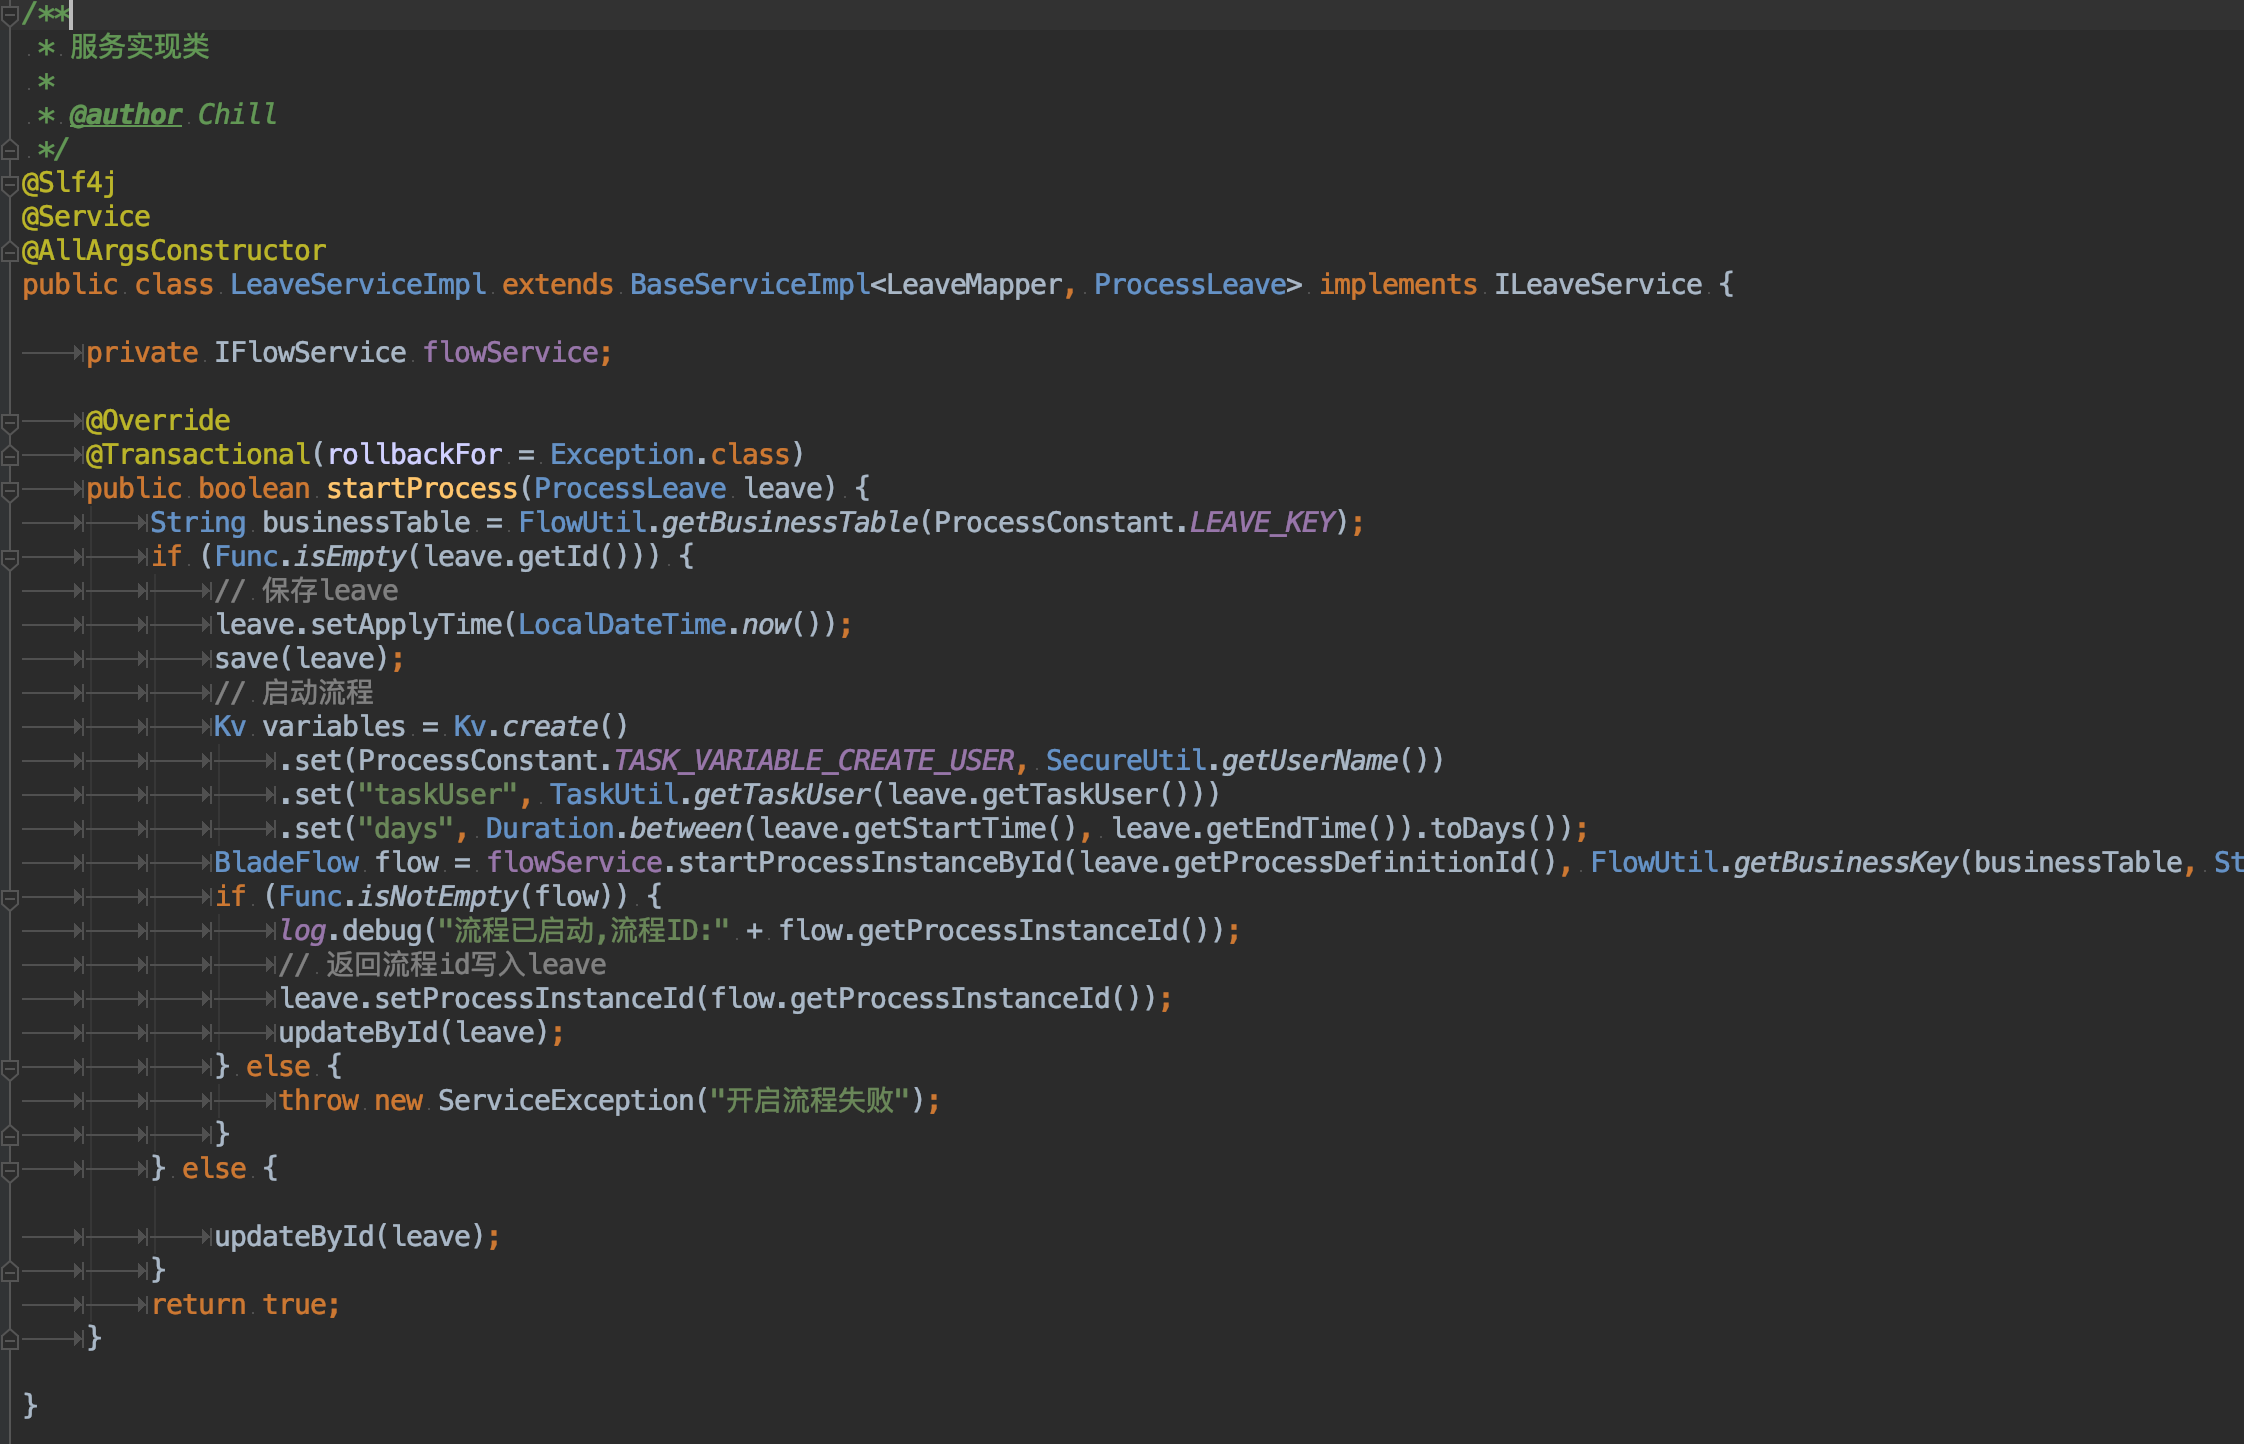 /**
 * 服务实现类
 *
 * @author Chill
 */
@Slf4j
@Service
@AllArgsConstructor
public class LeaveServiceImpl extends BaseServiceImpl<LeaveMapper, ProcessLeave> implements ILeaveService {
private IFlowService flowService;
@Override
@Transactional(rollbackFor = Exception.class)
public boolean startProcess(ProcessLeave leave) {
String businessTable = FlowUtil.getBusinessTable(ProcessConstant.LEAVE_KEY);
if (Func.isEmpty(leave.getId())) {
// 保存leave
leave.setApplyTime(LocalDateTime.now());
save(leave);
// 启动流程
Kv variables = Kv.create()
.set(ProcessConstant.TASK_VARIABLE_CREATE_USER, SecureUtil.getUserName())
.set("taskUser", TaskUtil.getTaskUser(leave.getTaskUser()))
.set("days", Duration.between(leave.getStartTime(), leave.getEndTime()).toDays());
BladeFlow flow = flowService.startProcessInstanceById(leave.getProcessDefinitionId(), FlowUtil.getBusinessKey(businessTable, St
if (Func.isNotEmpty(flow)) {
log.debug("流程已启动,流程ID:" + flow.getProcessInstanceId());
// 返回流程id写入leave
leave.setProcessInstanceId(flow.getProcessInstanceId());
updateById(leave);
} else {
throw new ServiceException("开启流程失败");
}
} else {
updateById(leave);
}
return true;
}
}